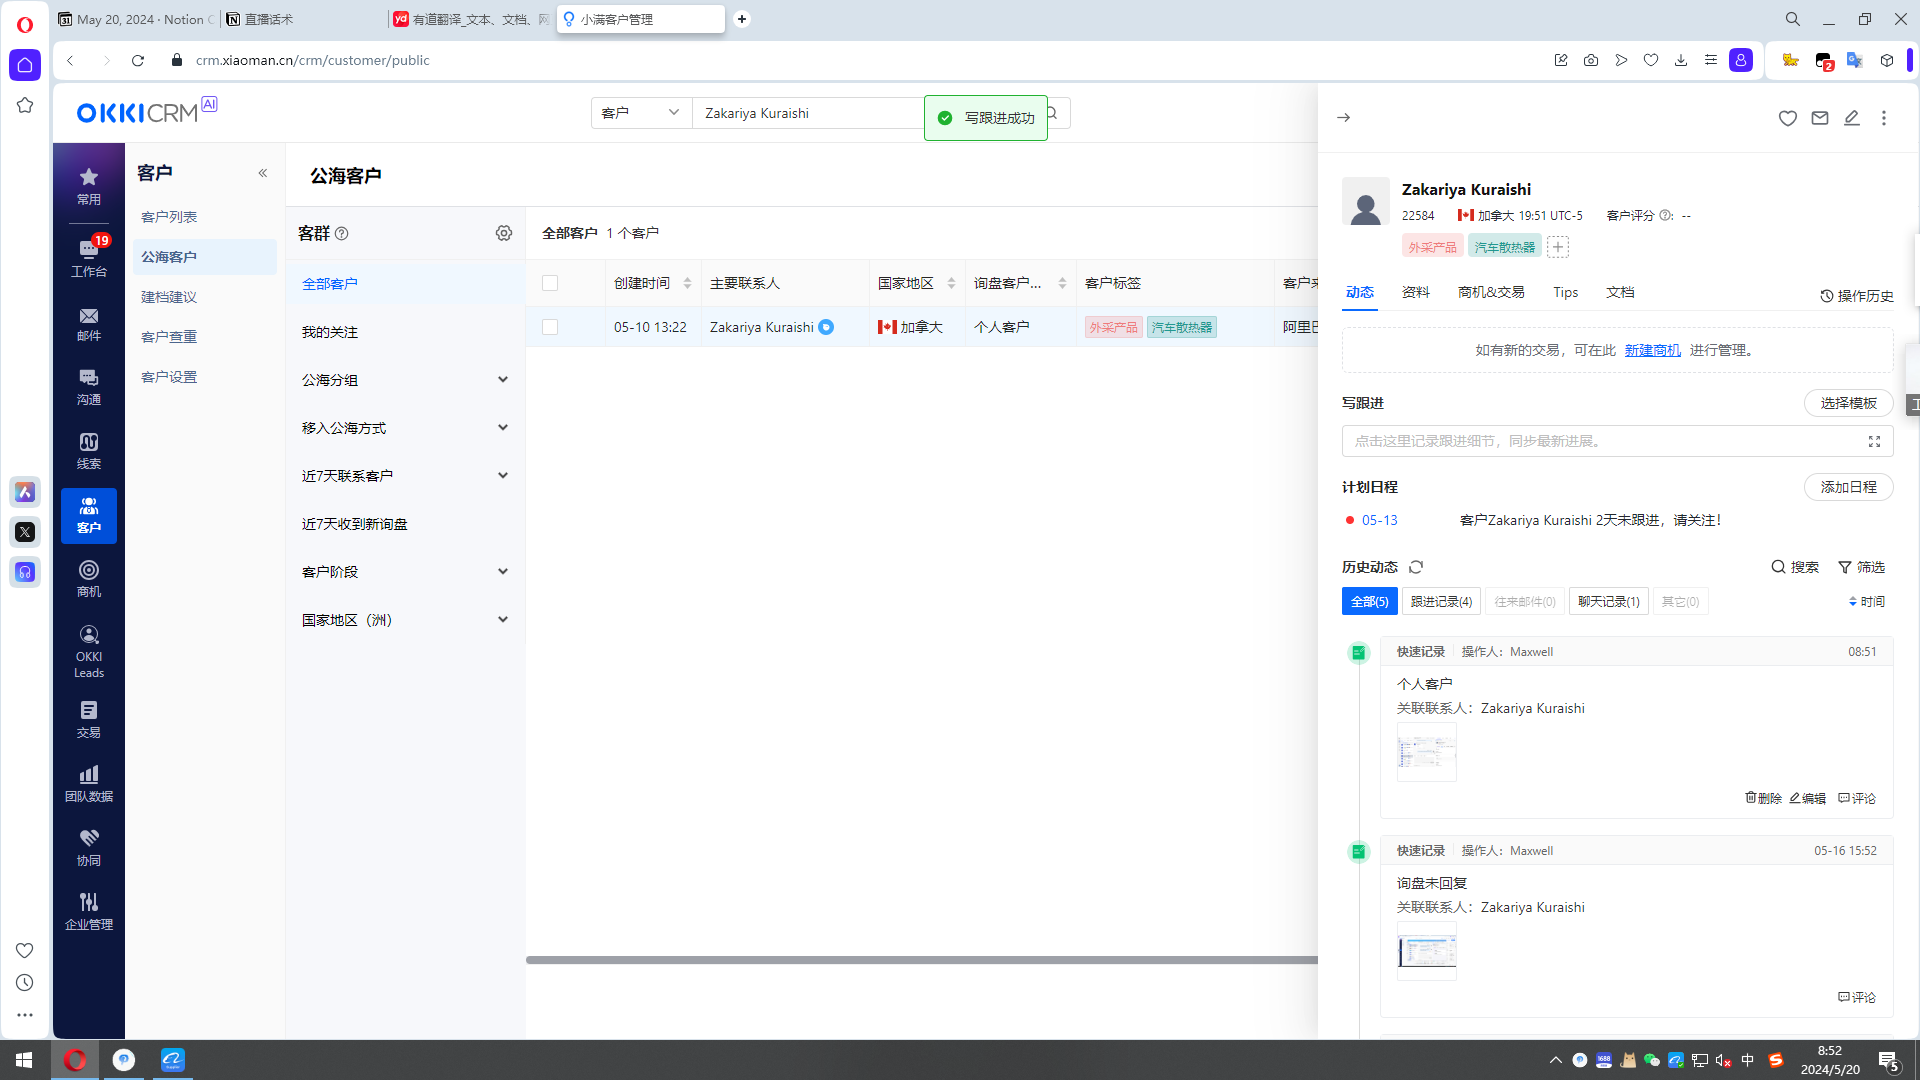 May 20, 2024 · Notion
直播话术
有道翻译_文本、文档、网
小满客户管理
crm.xiaoman.cn/crm/customer/public
2
OKKICRM AI
客户
Zakariya Kuraishi
写跟进成功
常用
19
工作台
邮件
沟通
线索
客户
商机
OKKI
Leads
交易
团队数据
协同
企业管理
客户
客户列表
公海客户
建档建议
客户查重
客户设置
公海客户
客群
全部客户
我的关注
公海分组
移入公海方式
近7天联系客户
近7天收到新询盘
客户阶段
国家地区（洲）
全部客户 1 个客户
创建时间 主要联系人 国家地区 询盘客户... 客户标签
05-10 13:22 Zakariya Kuraishi 加拿大 个人客户 外采产品 汽车散热器
Zakariya Kuraishi
22584 加拿大 19:51 UTC-5 客户评分 : --
外采产品 汽车散热器
动态 资料 商机&交易 Tips 文档 操作历史
如有新的交易，可在此 新建商机 进行管理。
写跟进 选择模板
点击这里记录跟进细节，同步最新进展。
计划日程 添加日程
05-13 客户Zakariya Kuraishi 2天未跟进，请关注！
历史动态 搜索 筛选
全部(5) 跟进记录(4) 往来邮件(0) 聊天记录(1) 其它(0) 时间
快速记录 操作人：Maxwell 08:51
个人客户
关联联系人：Zakariya Kuraishi
删除 编辑 评论
快速记录 操作人：Maxwell 05-16 15:52
询盘未回复
关联联系人：Zakariya Kuraishi
评论
中
8:52
2024/5/20
5